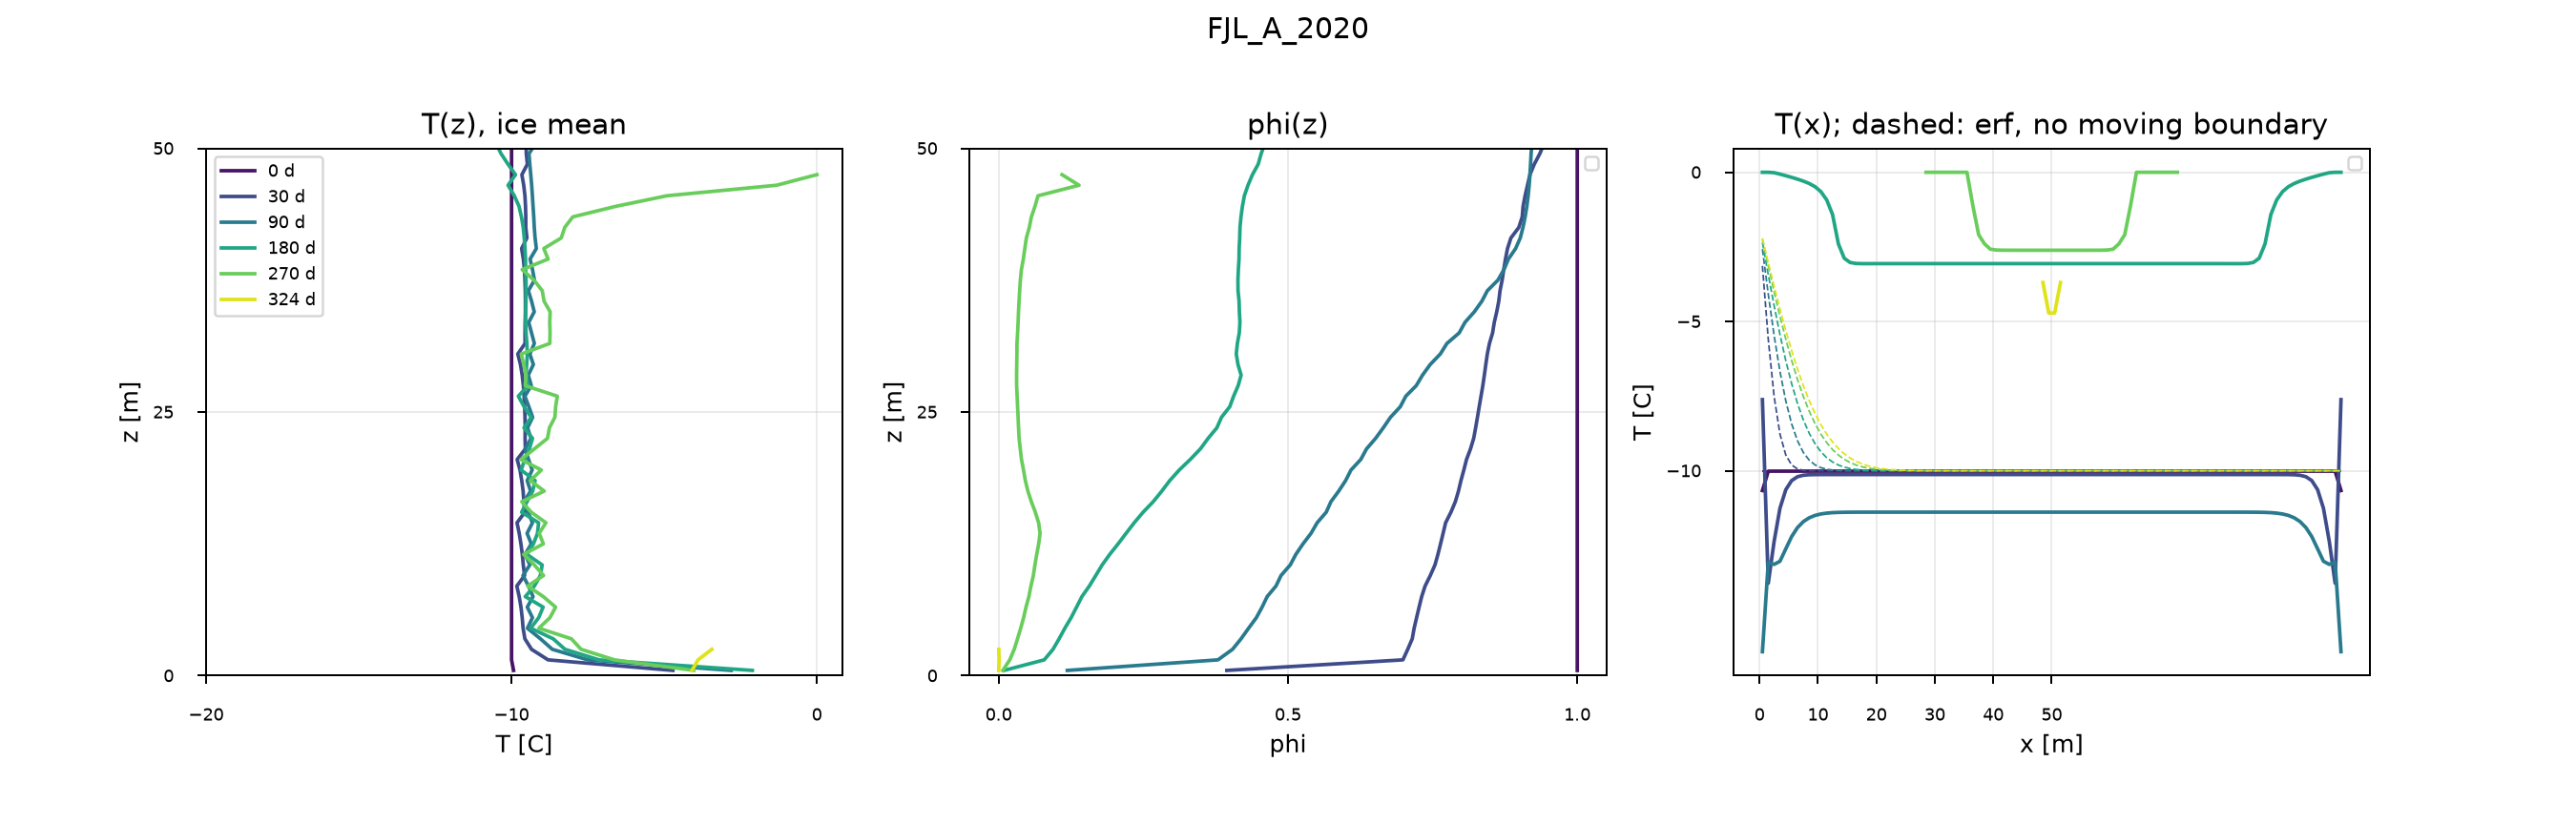 FJL_A_2020
T(z), ice mean
50
25
0
z [m]
0 d
30 d
90 d
180 d
270 d
324 d
−20
−10
0
T [C]
phi(z)
50
25
0
z [m]
0.0
0.5
1.0
phi
T(x); dashed: erf, no moving boundary
0
−5
−10
T [C]
0
10
20
30
40
50
x [m]